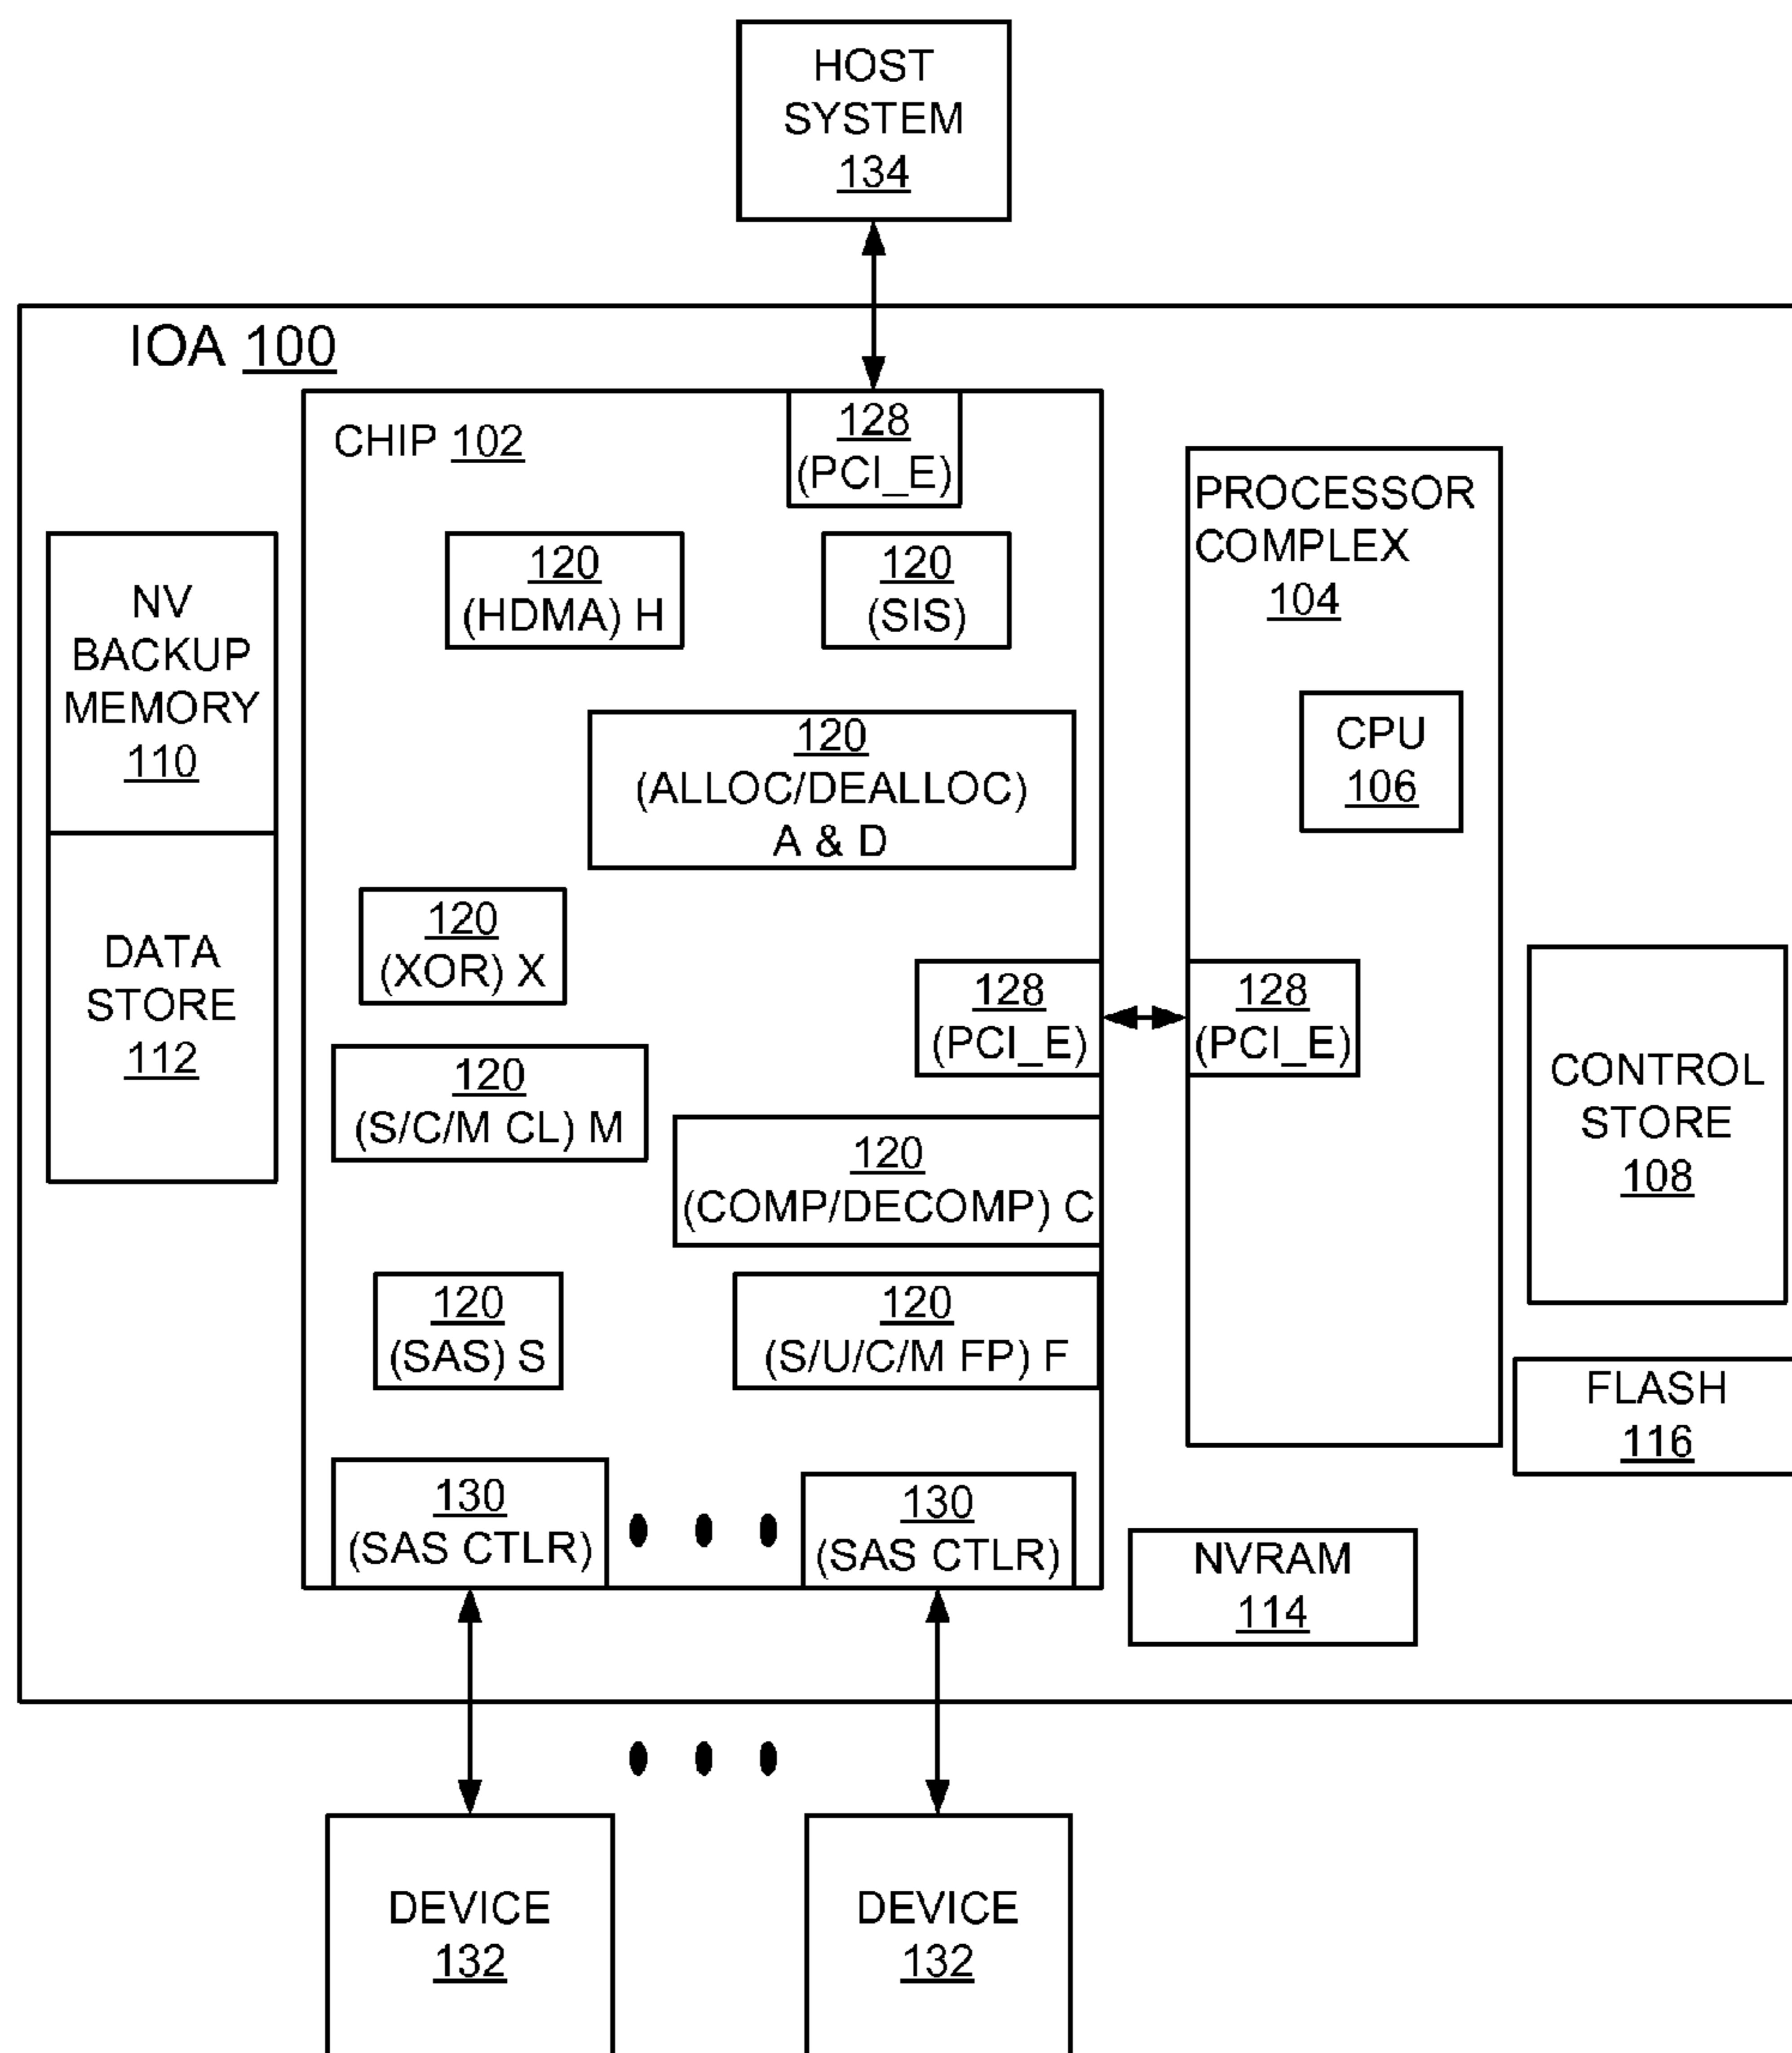 HOST
SYSTEM
134
IOA 100
CHIP 102
128
(PCI_E)
PROCESSOR
COMPLEX
104
NV
BACKUP
MEMORY
110
120
(HDMA) H
120
(SIS)
CPU
106
120
(ALLOC/DEALLOC)
A & D
DATA
STORE
112
120
(XOR) X
128
(PCI_E)
128
(PCI_E)
CONTROL
STORE
108
120
(S/C/M CL) M
120
(COMP/DECOMP) C
120
(SAS) S
120
(S/U/C/M FP) F
FLASH
116
130
(SAS CTLR)
130
(SAS CTLR)
NVRAM
114
DEVICE
132
DEVICE
132